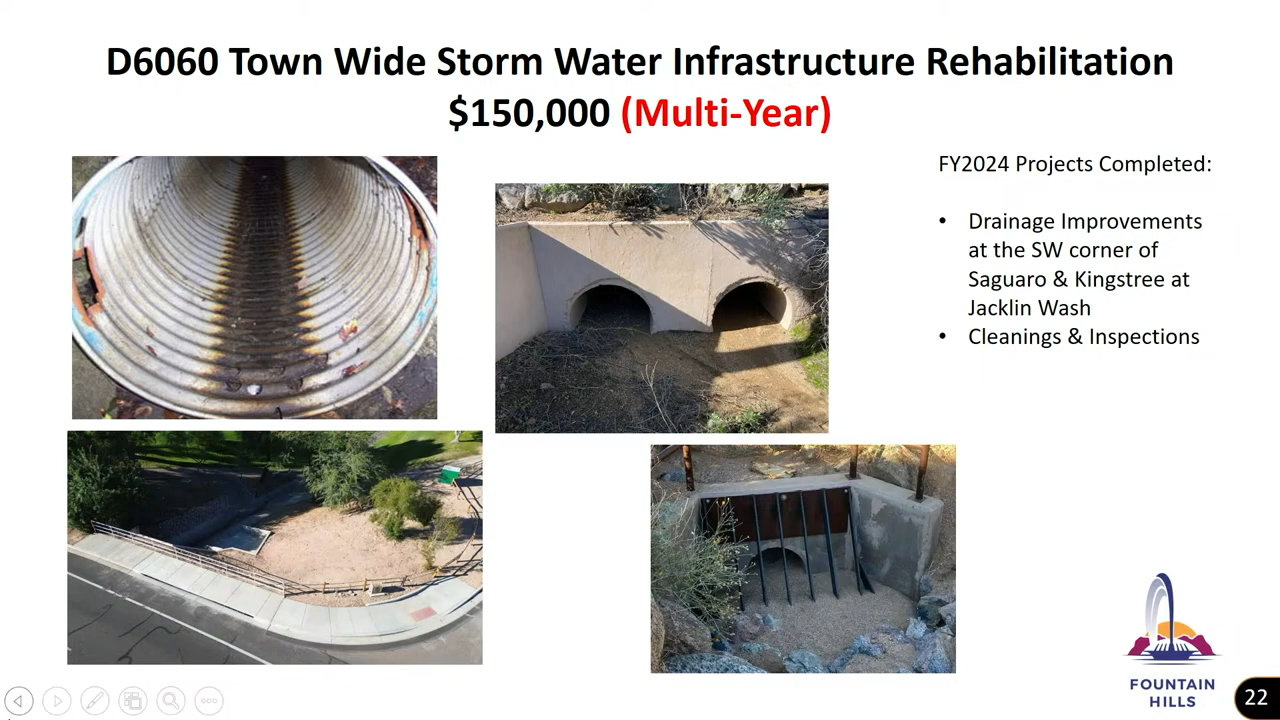 D6060 Town Wide Storm Water Infrastructure Rehabilitation
$150,000 (Multi-Year)
FY2024 Projects Completed:
• Drainage Improvements
at the SW corner of
Saguaro & Kingstree at
Jacklin Wash
• Cleanings & Inspections
FOUNTAIN
HILLS
22